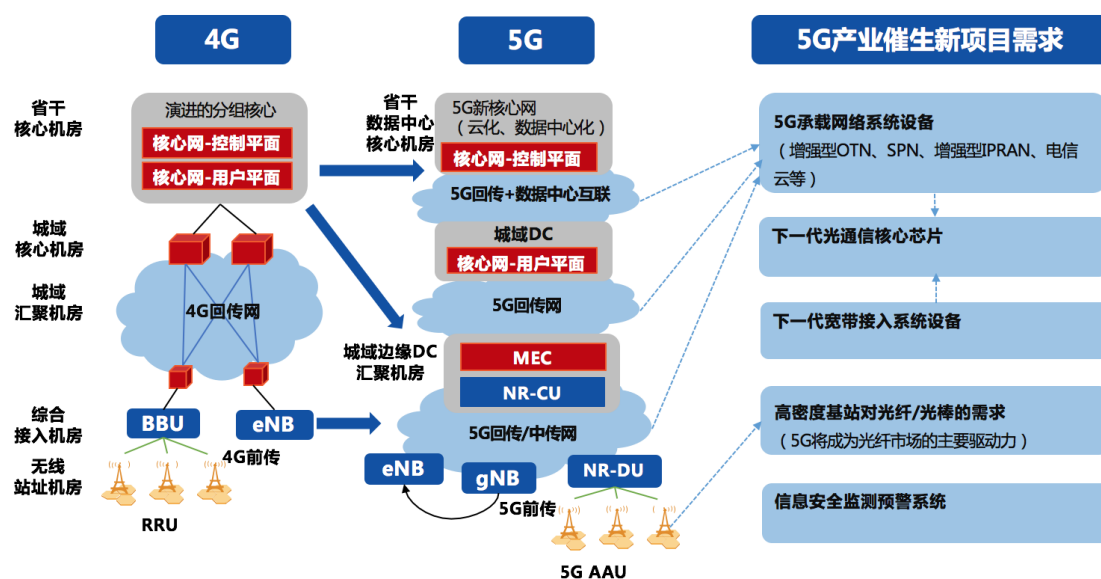 4G
5G
5G产业催生新项目需求
省干
核心机房
演进的分组核心
核心网-控制平面
核心网-用户平面
城域
核心机房
城域
汇聚机房
4G回传网
综合
接入机房
BBU
eNB
4G前传
无线
站址机房
RRU
省干
数据中心
核心机房
5G新核心网
（云化、数据中心化）
核心网-控制平面
5G回传+数据中心互联
城域DC
核心网-用户平面
5G回传网
城域边缘DC
汇聚机房
MEC
NR-CU
5G回传/中传网
eNB
gNB
NR-DU
5G前传
5G AAU
5G承载网络系统设备
（增强型OTN、SPN、增强型IPRAN、电信
云等）
下一代光通信核心芯片
下一代宽带接入系统设备
高密度基站对光纤/光棒的需求
（5G将成为光纤市场的主要驱动力）
信息安全监测预警系统